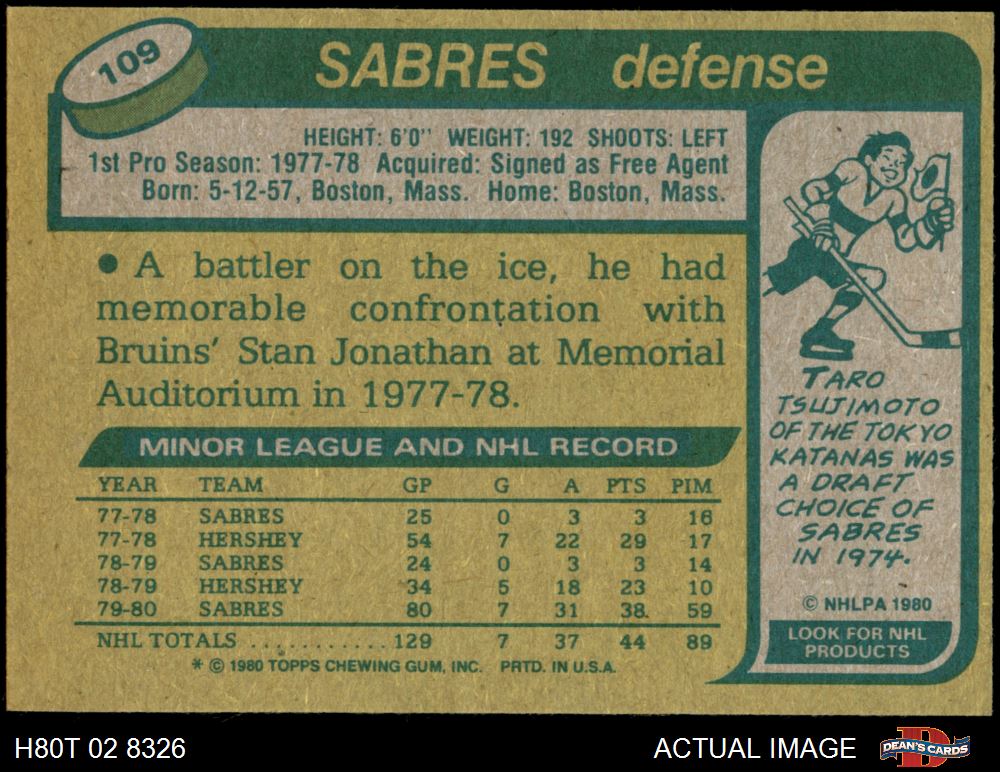 109
SABRES defense
HEIGHT: 6'0" WEIGHT: 192 SHOOTS: LEFT
1st Pro Season: 1977-78 Acquired: Signed as Free Agent
Born: 5-12-57, Boston, Mass. Home: Boston, Mass.
● A battler on the ice, he had
memorable confrontation with
Bruins' Stan Jonathan at Memorial
Auditorium in 1977-78.
MINOR LEAGUE AND NHL RECORD
YEAR TEAM GP G A PTS PIM
77-78 SABRES 25 0 3 3 16
77-78 HERSHEY 54 7 22 29 17
78-79 SABRES 24 0 3 3 14
78-79 HERSHEY 34 5 18 23 10
79-80 SABRES 80 7 31 38. 59
NHL TOTALS ............ 129 7 37 44 89
* © 1980 TOPPS CHEWING GUM, INC. PRTD. IN U.S.A.
TARO
TSUJIMOTO
OF THE TOKYO
KATANAS WAS
A DRAFT
CHOICE OF
SABRES
IN 1974.
© NHLPA 1980
LOOK FOR NHL
PRODUCTS
H80T 02 8326
ACTUAL IMAGE
D
DEAN'S CARDS